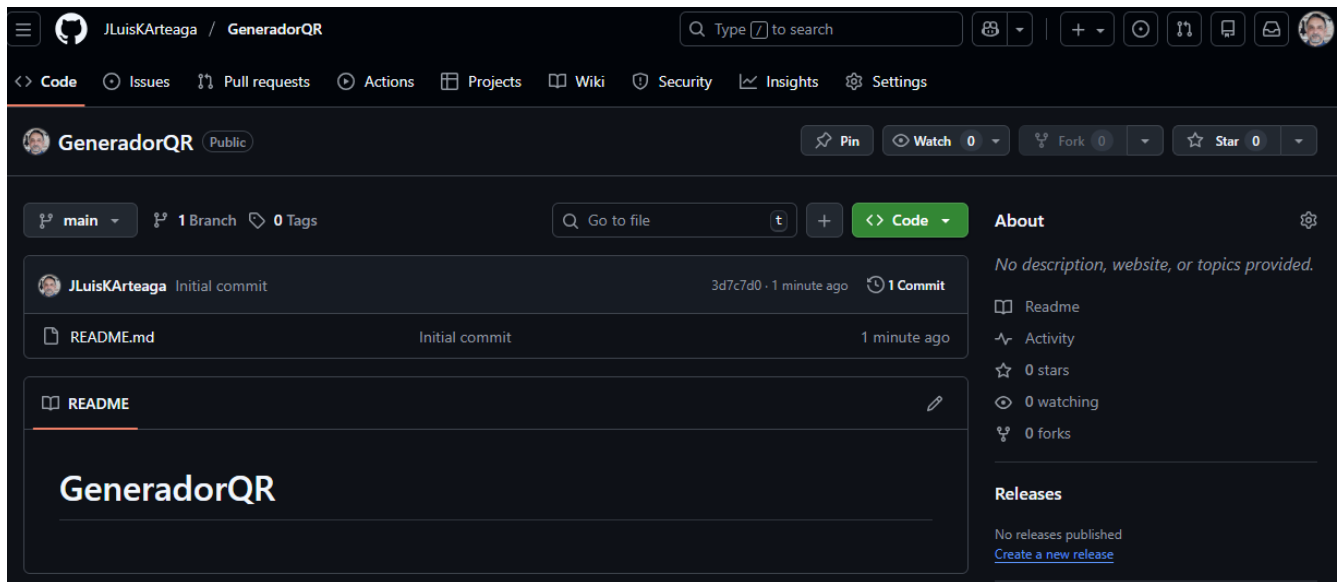 JLuisKArteaga / GeneradorQR Type / to search
Code Issues Pull requests Actions Projects Wiki Security Insights Settings
GeneradorQR Public Pin Watch 0 Fork 0 Star 0
main 1 Branch 0 Tags Go to file t + <> Code
JLuisKArteaga Initial commit 3d7c7d0 · 1 minute ago 1 Commit
README.md Initial commit 1 minute ago
README
GeneradorQR
About
No description, website, or topics provided.
Readme
Activity
0 stars
0 watching
0 forks
Releases
No releases published
Create a new release